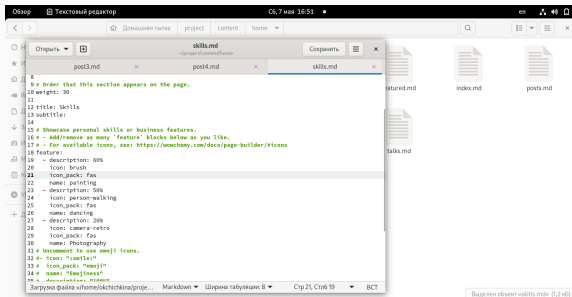 Обзор
Текстовый редактор
Сб, 7 мая 16:51
en
Домашняя папка
project
content
home
Открыть
skills.md
~/project/content/home
Сохранить
post3.md
post4.md
skills.md
8
9 # Order that this section appears on the page.
10 weight: 30
11
12 title: Skills
13 subtitle:
14
15 # Showcase personal skills or business features.
16 # - Add/remove as many `feature` blocks below as you like.
17 # - For available icons, see: https://wowchemy.com/docs/page-builder/#icons
18 feature:
19 - description: 60%
20 icon: brush
21 icon_pack: fas
22 name: painting
23 - description: 50%
24 icon: person-walking
25 icon_pack: fas
26 name: dancing
27 - description: 20%
28 icon: camera-retro
29 icon_pack: fas
30 name: Photography
31 # Uncomment to use emoji icons.
32 #- icon: ":smile:"
33 # icon_pack: "emoji"
34 # name: "Emojiness"
Загрузка файла «/home/okchichkina/proje…
Markdown
Ширина табуляции: 8
Стр 21, Стлб 19
ВСТ
index.md
posts.md
talks.md
Выделен объект «skills.md» (1,2 кБ)